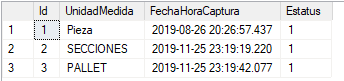 Id UnidadMedida FechaHoraCaptura Estatus
1 1 Pieza 2019-08-26 20:26:57.437 1
2 2 SECCIONES 2019-11-25 23:19:19.220 1
3 3 PALLET 2019-11-25 23:19:42.077 1